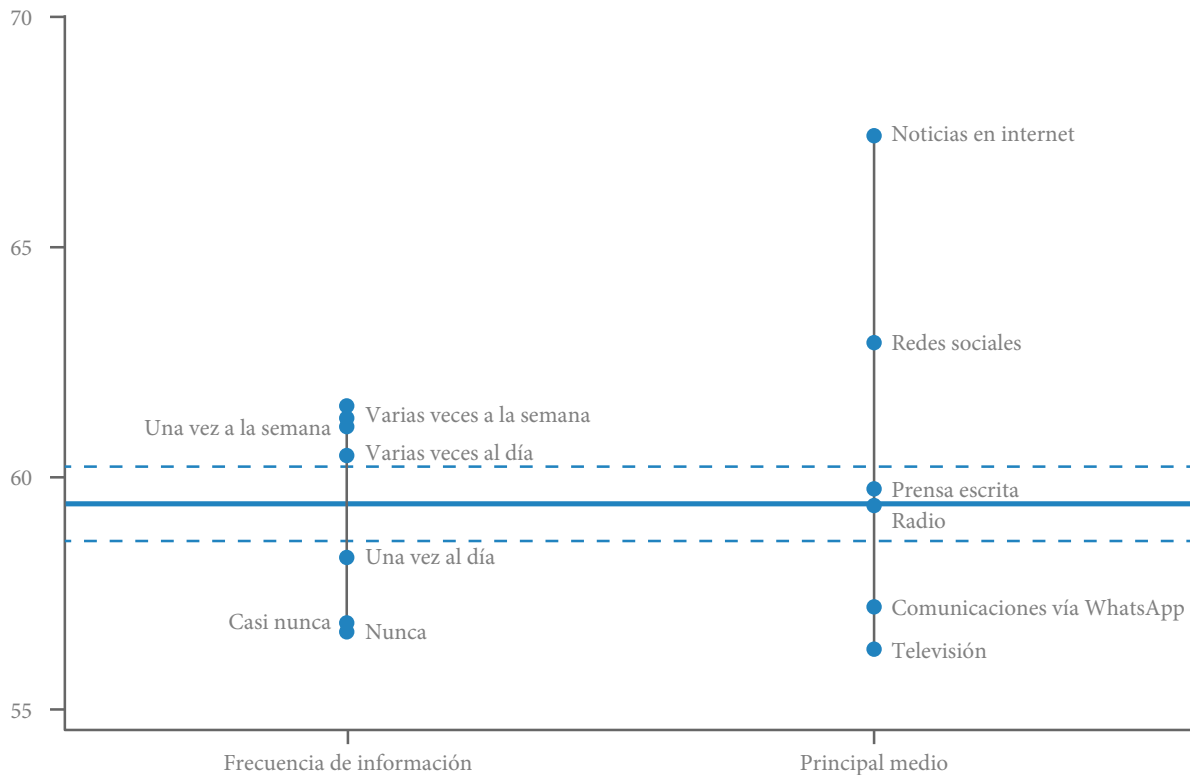 70
Noticias en internet
65
Redes sociales
Varias veces a la semana
Una vez a la semana
Varias veces al día
60
Prensa escrita
Radio
Una vez al día
Comunicaciones vía WhatsApp
Casi nunca
Nunca
Televisión
55
Frecuencia de información
Principal medio